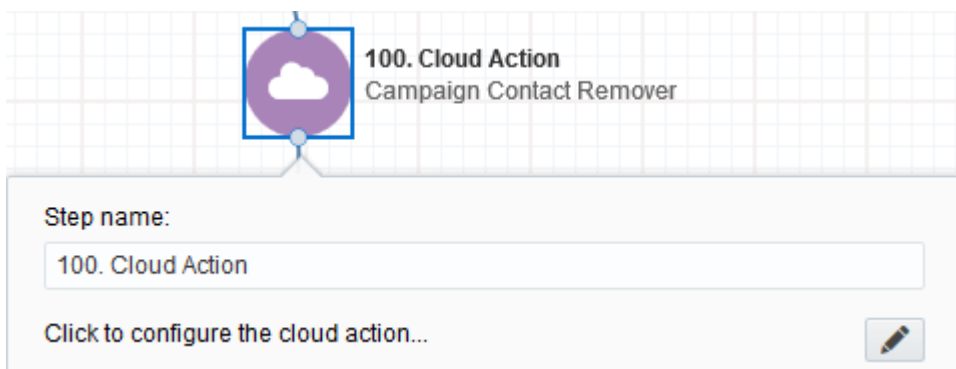 100. Cloud Action
Campaign Contact Remover
Step name:
100. Cloud Action
Click to configure the cloud action...